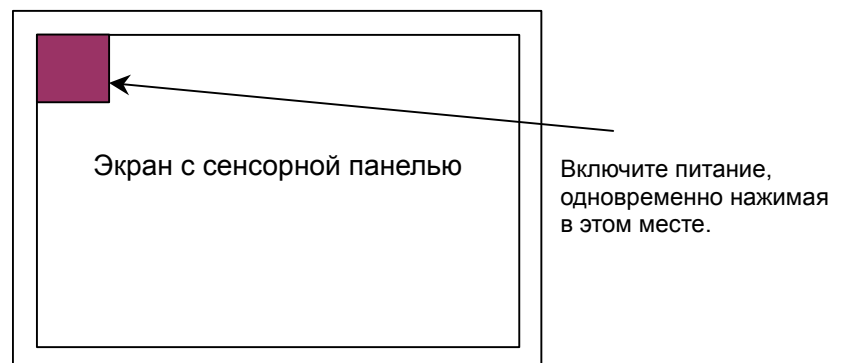 Экран с сенсорной панелью
Включите питание,
одновременно нажимая
в этом месте.